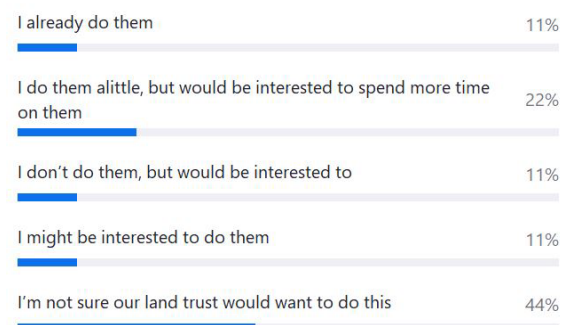 I already do them 11%
I do them alittle, but would be interested to spend more time
on them 22%
I don’t do them, but would be interested to 11%
I might be interested to do them 11%
I’m not sure our land trust would want to do this 44%